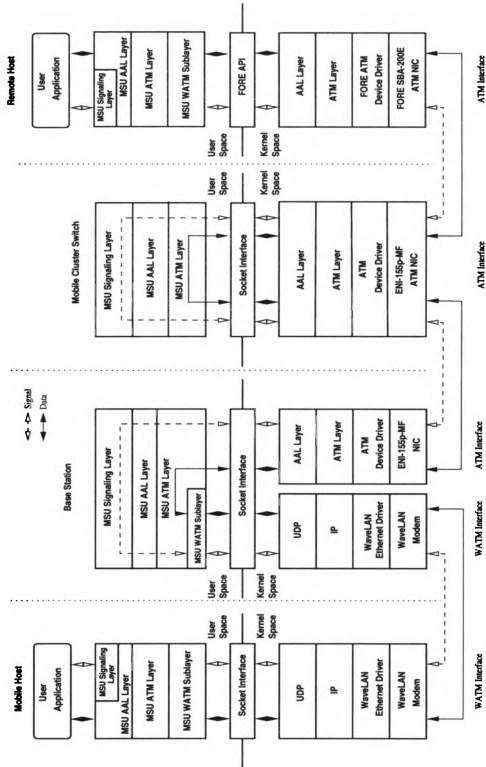 Mobile Host
User
Application
MSU Signaling
Layer
MSU AAL Layer
MSU ATM Layer
MSU WATM Sublayer
User
Space
Socket Interface
Kernel
Space
UDP
IP
WaveLAN
Ethernet Driver
WaveLAN
Modem
WATM Interface
Signal
Data
Base Station
MSU Signaling Layer
MSU AAL Layer
MSU ATM Layer
MSU WATM Sublayer
User
Space
Socket Interface
Kernel
Space
UDP
IP
WaveLAN
Ethernet Driver
WaveLAN
Modem
WATM Interface
AAL Layer
ATM Layer
ATM
Device Driver
ENI-155p-MF
NIC
ATM Interface
Mobile Cluster Switch
MSU Signaling Layer
MSU AAL Layer
MSU ATM Layer
User
Space
Socket Interface
Kernel
Space
AAL Layer
ATM Layer
ATM
Device Driver
ENI-155p-MF
ATM NIC
ATM Interface
Remote Host
User
Application
MSU Signaling
Layer
MSU AAL Layer
MSU ATM Layer
MSU WATM Sublayer
User
Space
FORE API
Kernel
Space
AAL Layer
ATM Layer
FORE ATM
Device Driver
FORE SBA-200E
ATM NIC
ATM Interface